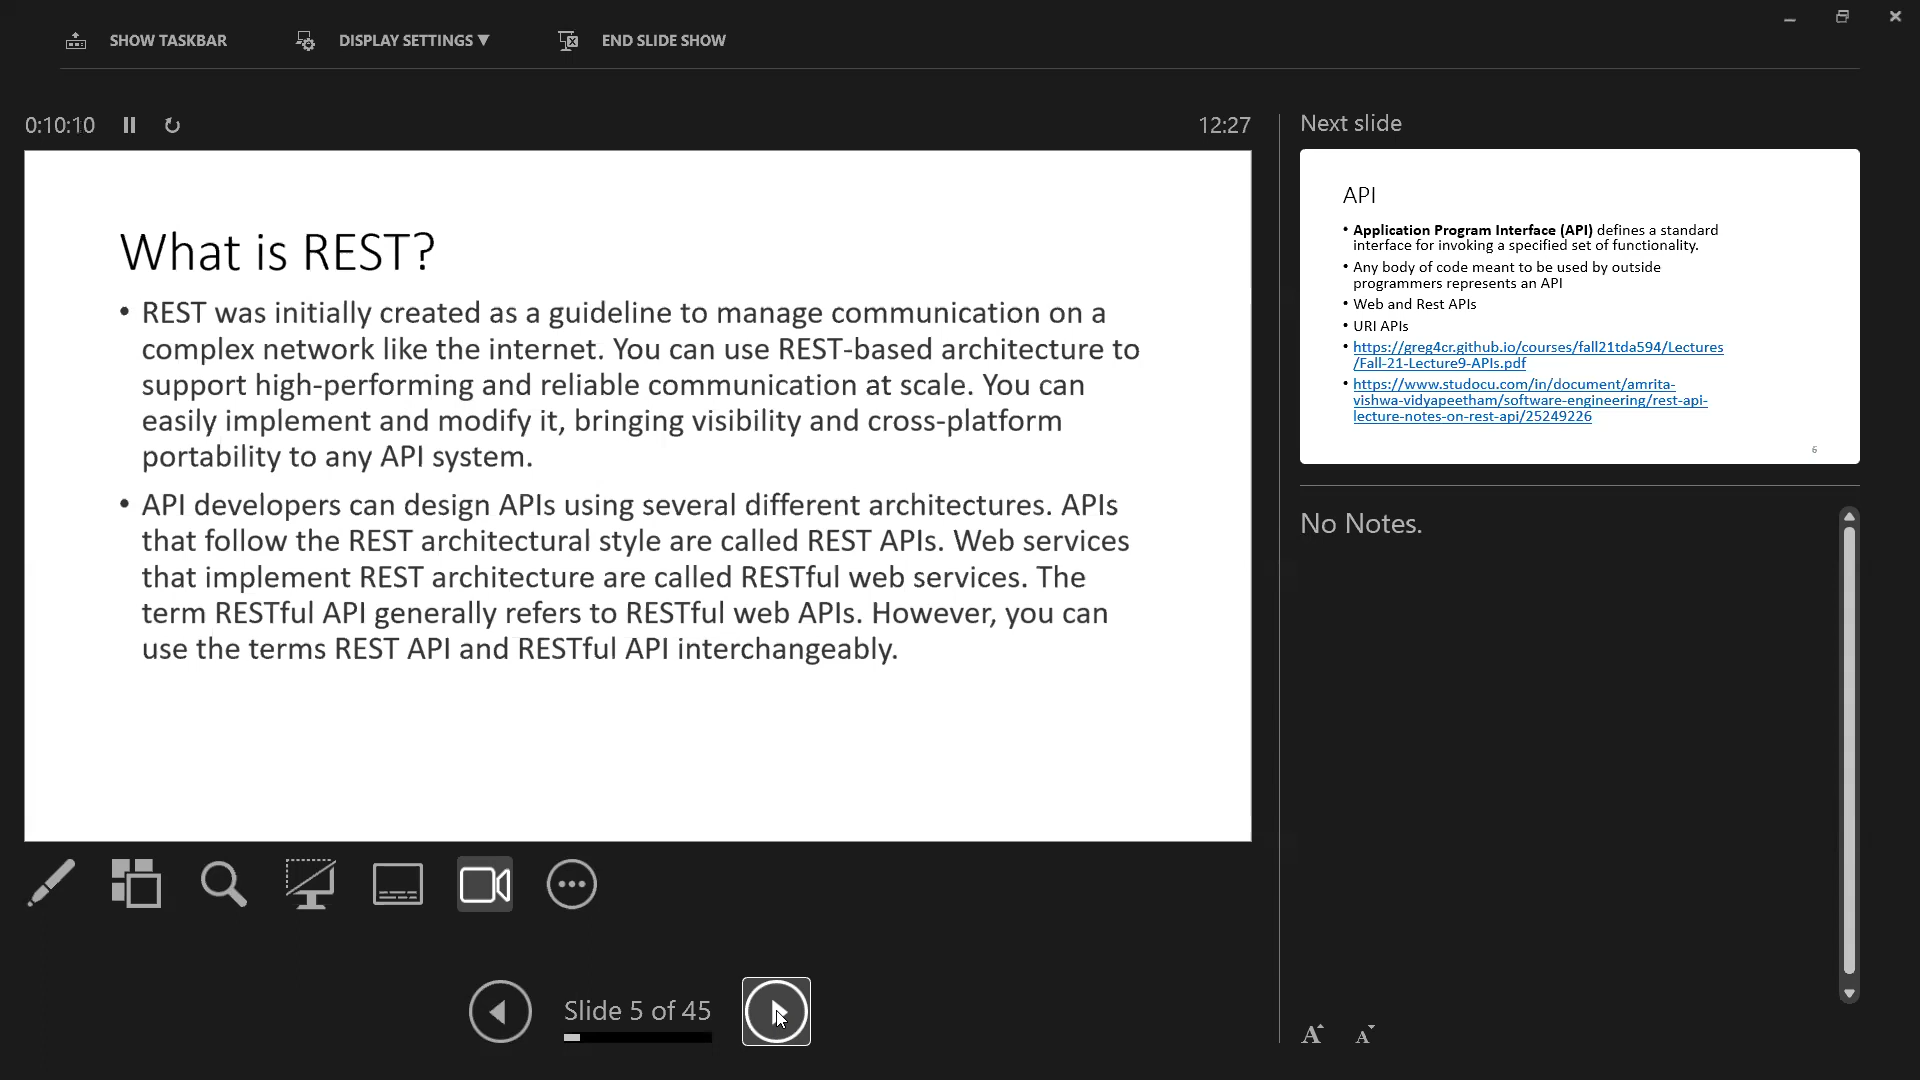 SHOW TASKBAR
DISPLAY SETTINGS ▼
END SLIDE SHOW
0:10:10
12:27
Next slide
What is REST?
• REST was initially created as a guideline to manage communication on a
complex network like the internet. You can use REST-based architecture to
support high-performing and reliable communication at scale. You can
easily implement and modify it, bringing visibility and cross-platform
portability to any API system.
• API developers can design APIs using several different architectures. APIs
that follow the REST architectural style are called REST APIs. Web services
that implement REST architecture are called RESTful web services. The
term RESTful API generally refers to RESTful web APIs. However, you can
use the terms REST API and RESTful API interchangeably.
API
• Application Program Interface (API) defines a standard
interface for invoking a specified set of functionality.
• Any body of code meant to be used by outside
programmers represents an API
• Web and Rest APIs
• URI APIs
• https://greg4cr.github.io/courses/fall21tda594/Lectures
/Fall-21-Lecture9-APIs.pdf
• https://www.studocu.com/in/document/amrita-
vishwa-vidyapeetham/software-engineering/rest-api-
lecture-notes-on-rest-api/25249226
6
No Notes.
Slide 5 of 45
A A